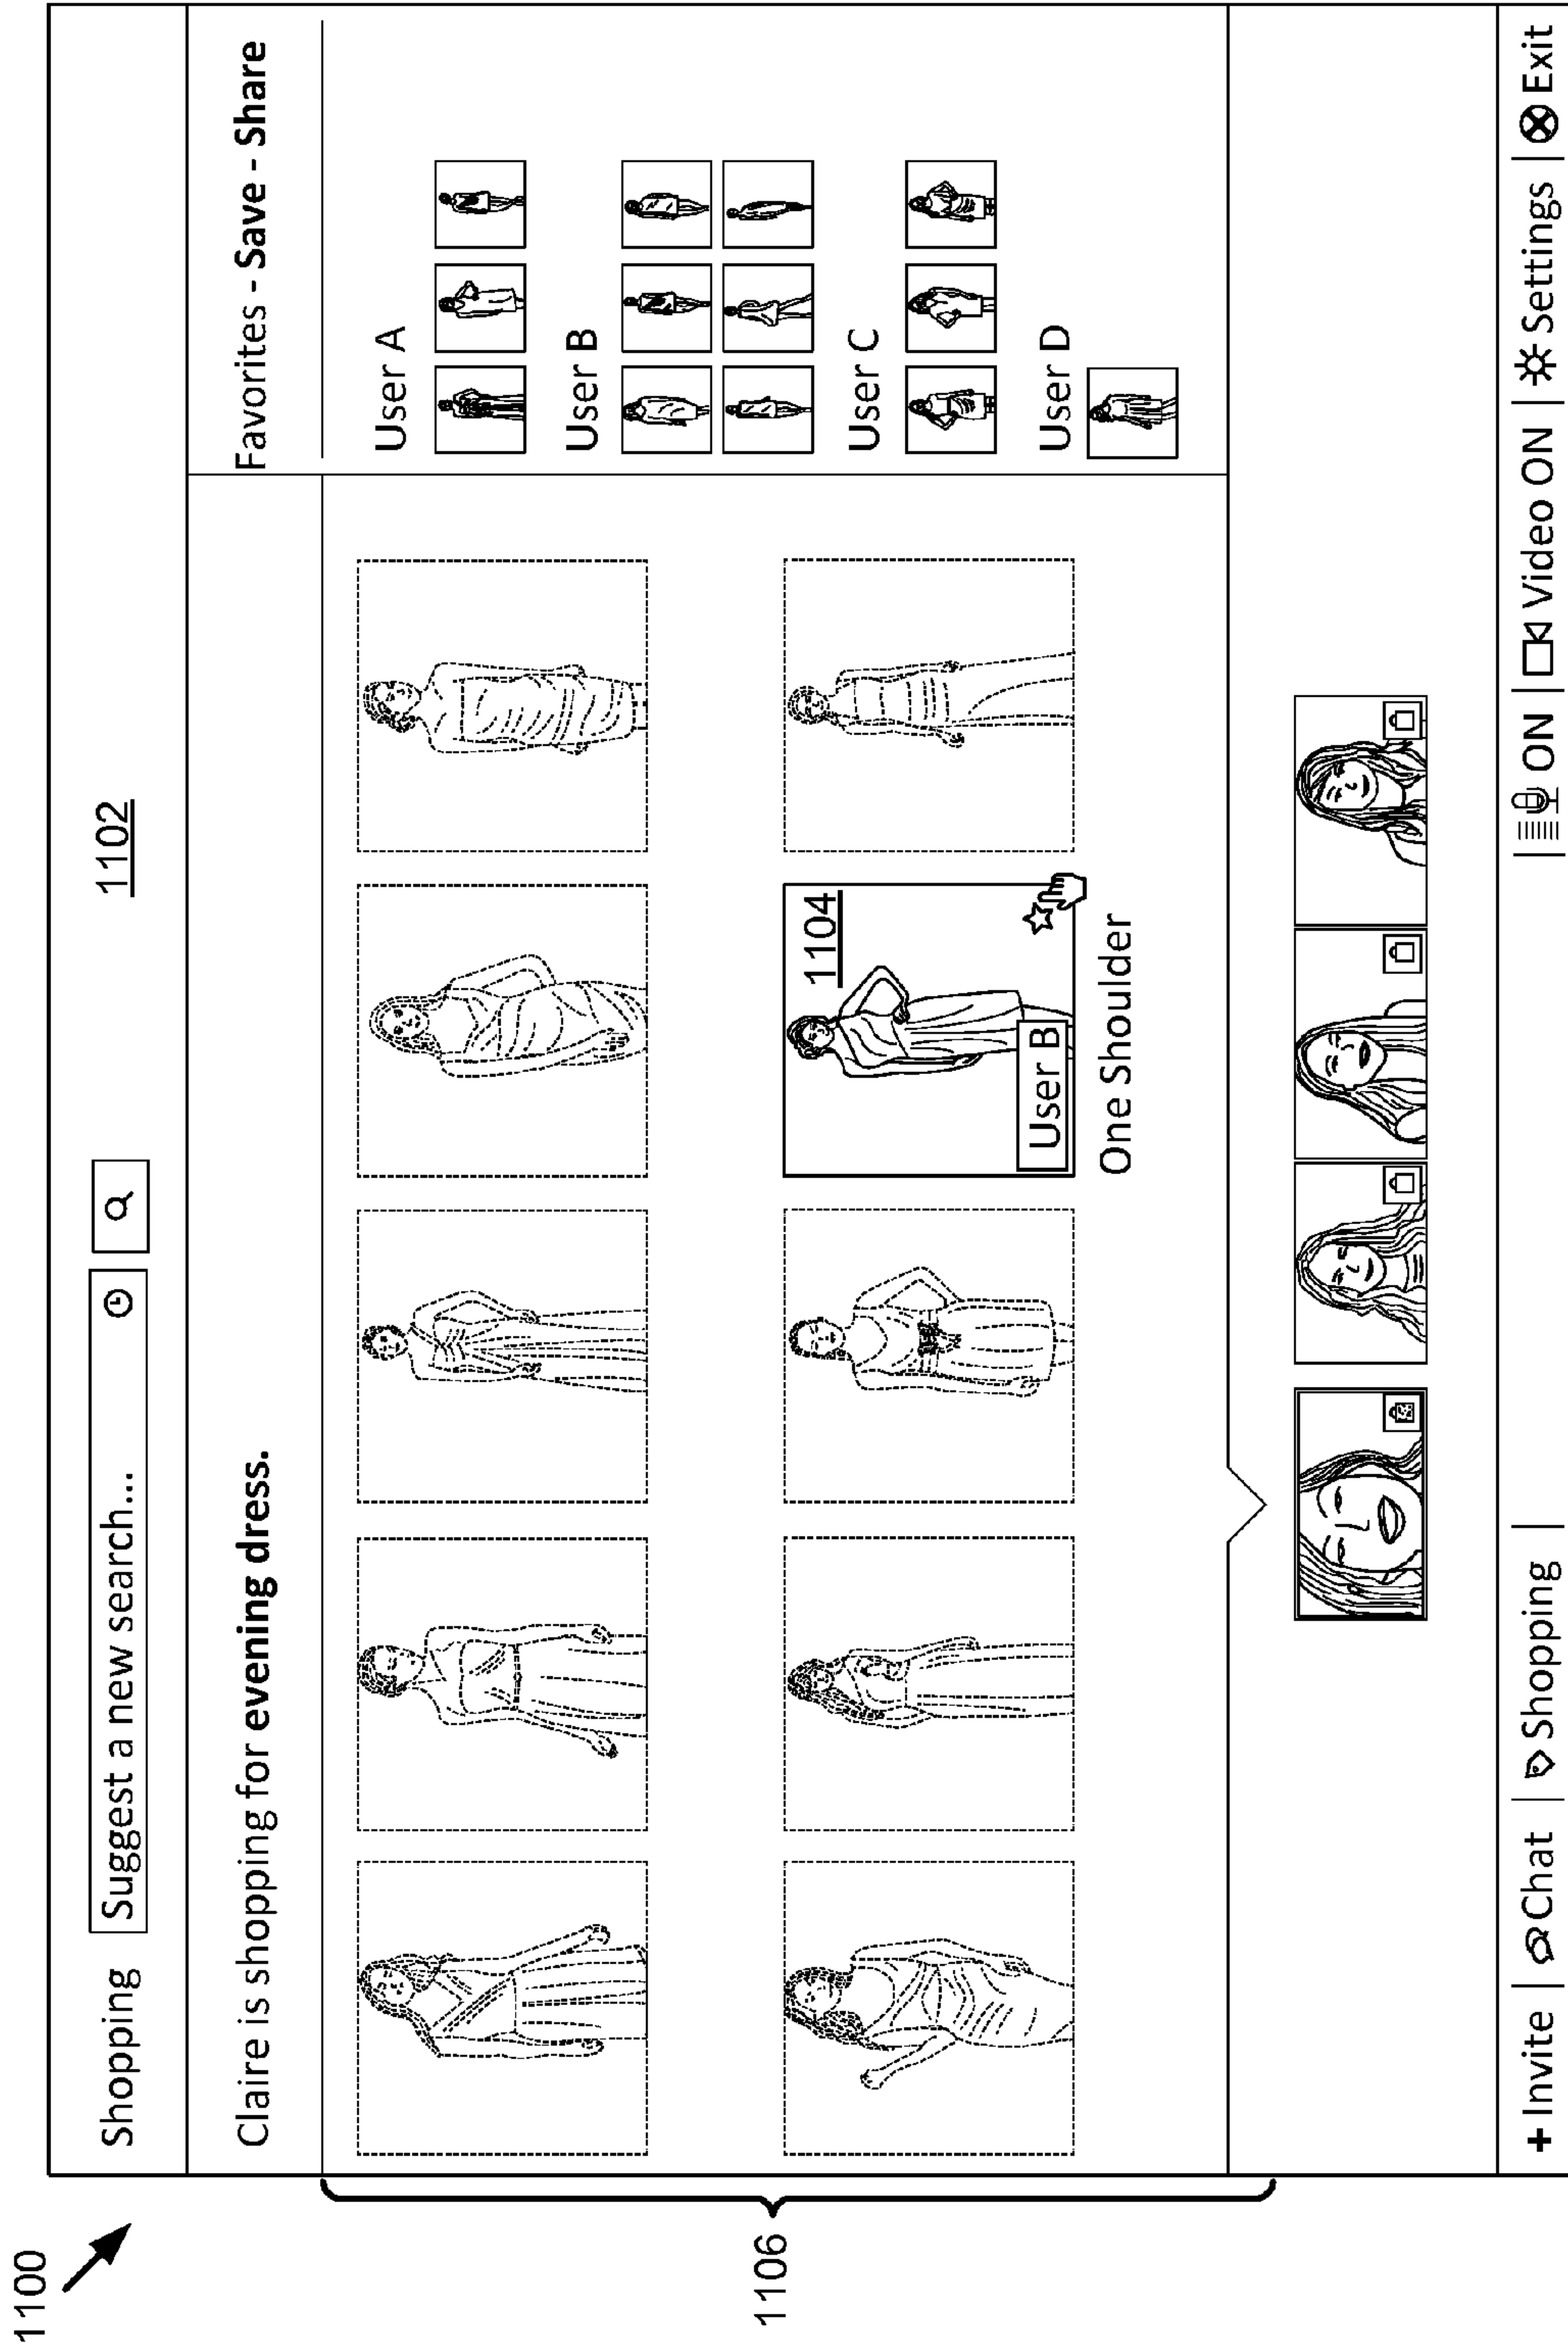 1100
1102
Shopping Suggest a new search...
Claire is shopping for evening dress.
Favorites - Save - Share
User A
User B
User C
User D
1104
User B
One Shoulder
1106
+ Invite | Chat | Shopping |
| ON | Video ON | Settings | Exit